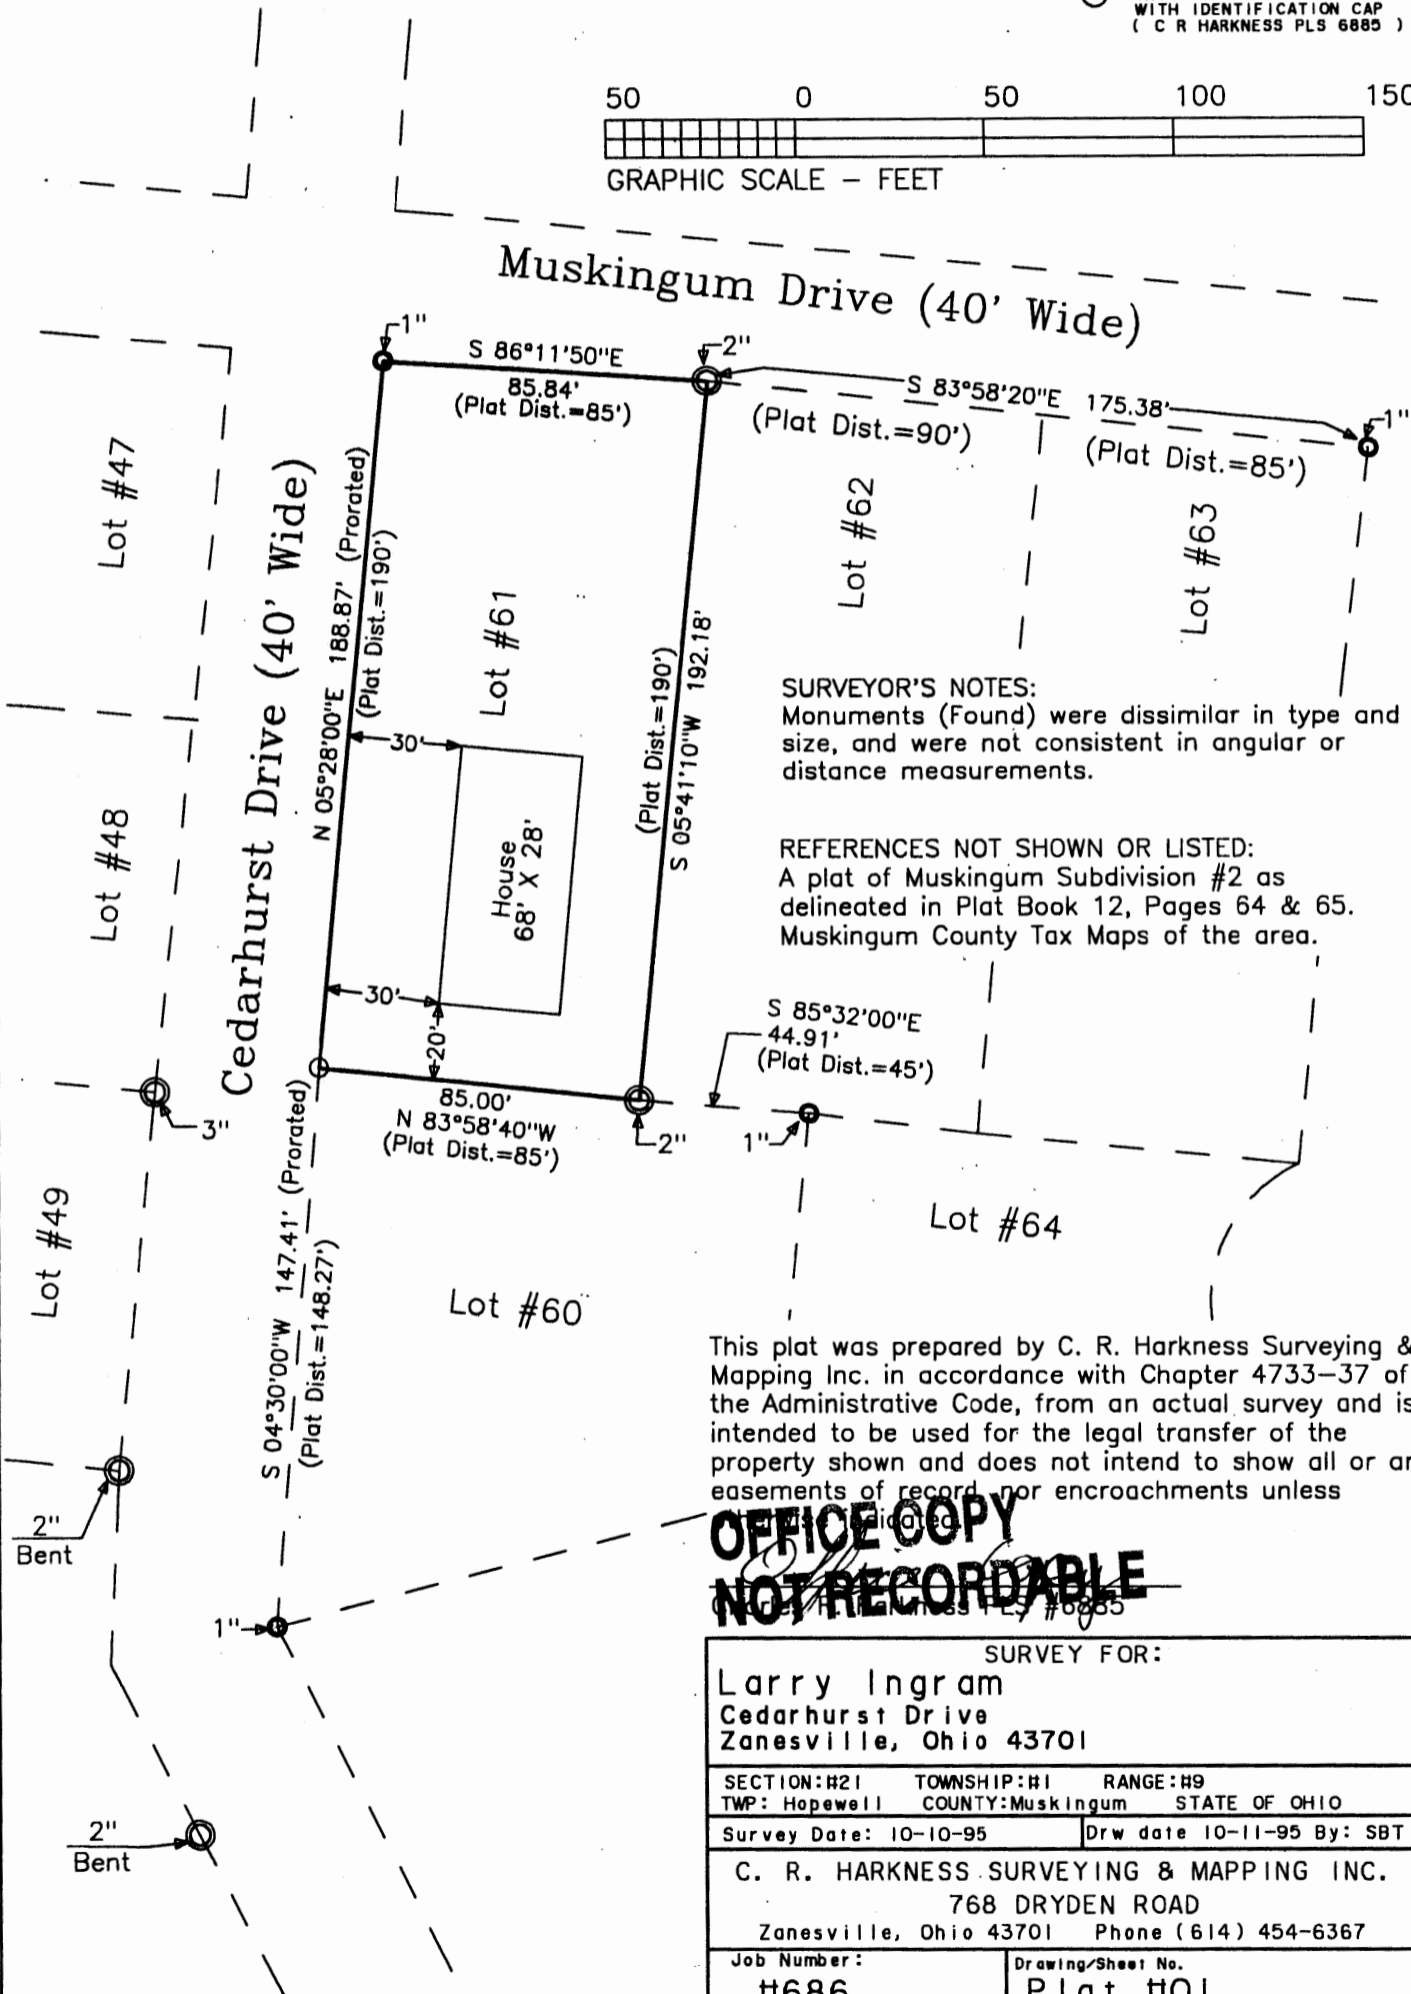 WITH IDENTIFICATION CAP
( C R HARKNESS PLS 6885 )
50 0 50 100 150
GRAPHIC SCALE – FEET
Muskingum Drive (40' Wide)
1"
S 86°11'50"E
85.84'
(Plat Dist.=85')
2"
S 83°58'20"E 175.38'
(Plat Dist.=90')
(Plat Dist.=85')
1"
Lot #47
Cedarhurst Drive (40' Wide)
N 05°28'00"E 188.87' (Prorated)
(Plat Dist.=190')
Lot #61
(Plat Dist.=190')
S 05°41'10"W 192.18'
Lot #62
Lot #63
30'
House
68' X 28'
30'
20'
Lot #48
SURVEYOR'S NOTES:
Monuments (Found) were dissimilar in type and
size, and were not consistent in angular or
distance measurements.
REFERENCES NOT SHOWN OR LISTED:
A plat of Muskingum Subdivision #2 as
delineated in Plat Book 12, Pages 64 & 65.
Muskingum County Tax Maps of the area.
S 85°32'00"E
44.91'
(Plat Dist.=45')
3"
85.00'
N 83°58'40"W
(Plat Dist.=85')
2"
1"
Lot #49
S 04°30'00"W 147.41' (Prorated)
(Plat Dist.=148.27')
Lot #64
Lot #60
2"
Bent
1"
2"
Bent
This plat was prepared by C. R. Harkness Surveying &
Mapping Inc. in accordance with Chapter 4733–37 of
the Administrative Code, from an actual survey and is
intended to be used for the legal transfer of the
property shown and does not intend to show all or
easements of record, nor encroachments unless
indicated
OFFICE COPY
NOT RECORDABLE
PLS #6885
SURVEY FOR:
Larry Ingram
Cedarhurst Drive
Zanesville, Ohio 43701
SECTION:#21 TOWNSHIP:#1 RANGE:#9
TWP: Hopewell COUNTY:Muskingum STATE OF OHIO
Survey Date: 10-10-95 Drw date 10-11-95 By: SBT
C. R. HARKNESS SURVEYING & MAPPING INC.
768 DRYDEN ROAD
Zanesville, Ohio 43701 Phone (614) 454-6367
Job Number: Drawing/Sheet No.
#686 Plat #01